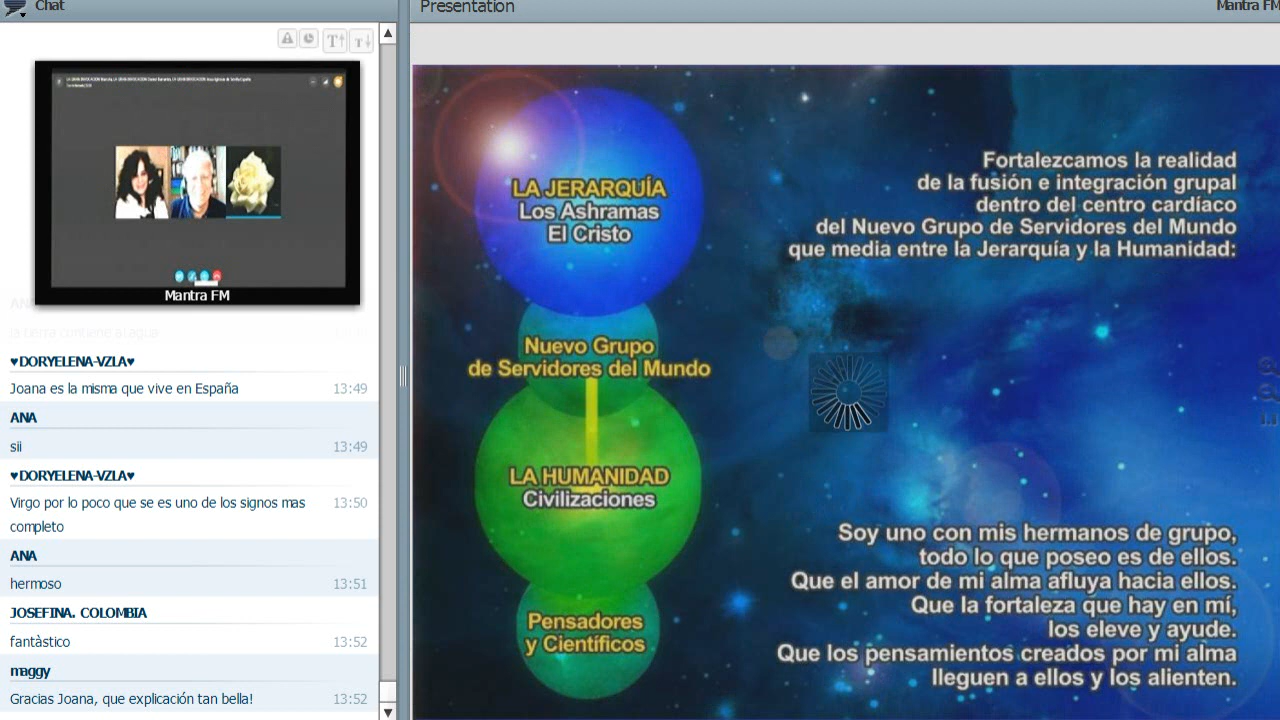 Chat
Mantra FM
la tierra contiene al agua
♥DORYELENA-VZLA♥
Joana es la misma que vive en España 13:49
ANA
sii 13:49
♥DORYELENA-VZLA♥
Virgo por lo poco que se es uno de los signos mas 13:50
completo
ANA
hermoso 13:51
JOSEFINA. COLOMBIA
fantàstico 13:52
maggy
Gracias Joana, que explicación tan bella! 13:52
Presentation
Mantra FM
LA JERARQUÍA
Los Ashramas
El Cristo
Nuevo Grupo
de Servidores del Mundo
LA HUMANIDAD
Civilizaciones
Pensadores
y Científicos
Fortalezcamos la realidad
de la fusión e integración grupal
dentro del centro cardíaco
del Nuevo Grupo de Servidores del Mundo
que media entre la Jerarquía y la Humanidad:
Soy uno con mis hermanos de grupo,
todo lo que poseo es de ellos.
Que el amor de mi alma afluya hacia ellos.
Que la fortaleza que hay en mí,
los eleve y ayude.
Que los pensamientos creados por mi alma
lleguen a ellos y los alienten.